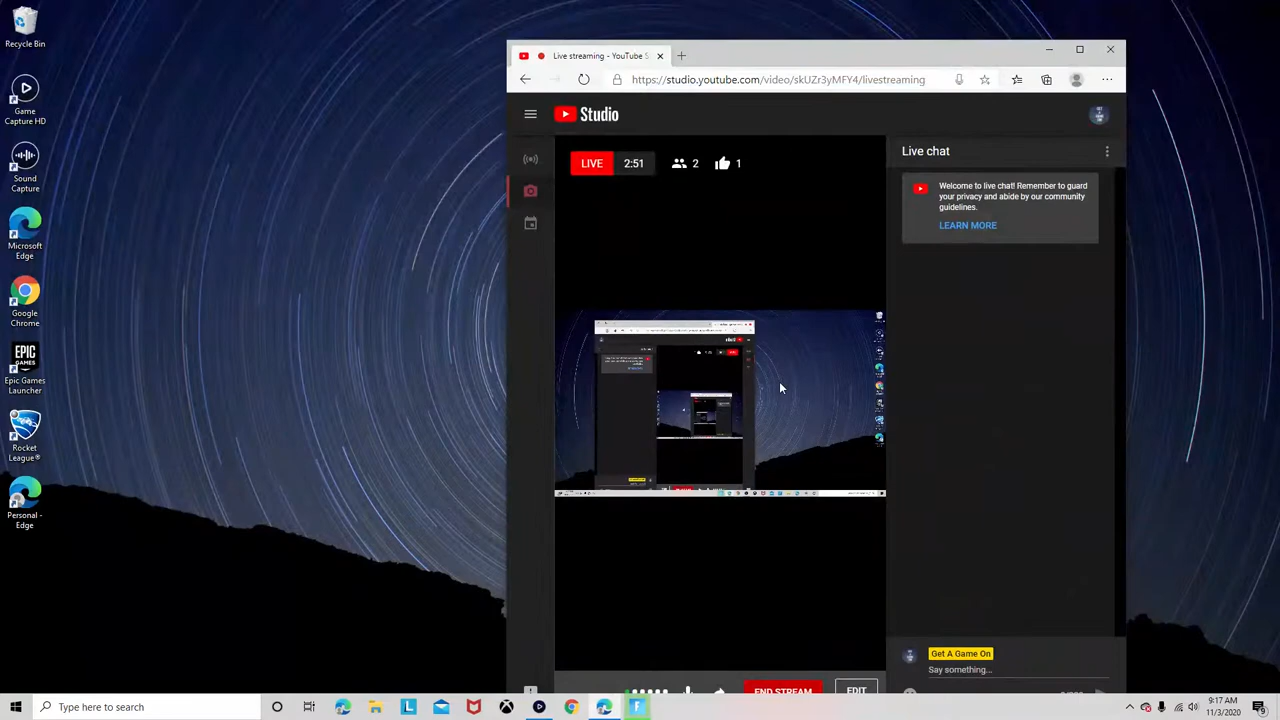 Recycle Bin
Game
Capture HD
Sound
Capture
Microsoft
Edge
Google
Chrome
EPIC
GAMES
Epic Games
Launcher
Rocket
League®
Personal -
Edge
Live streaming - YouTube S
https://studio.youtube.com/video/skUZr3yMFY4/livestreaming
Studio
LIVE 2:51 2 1
Live chat
Welcome to live chat! Remember to guard
your privacy and abide by our community
guidelines.
LEARN MORE
Get A Game On
Say something...
END STREAM
EDIT
Type here to search
9:17 AM
11/3/2020